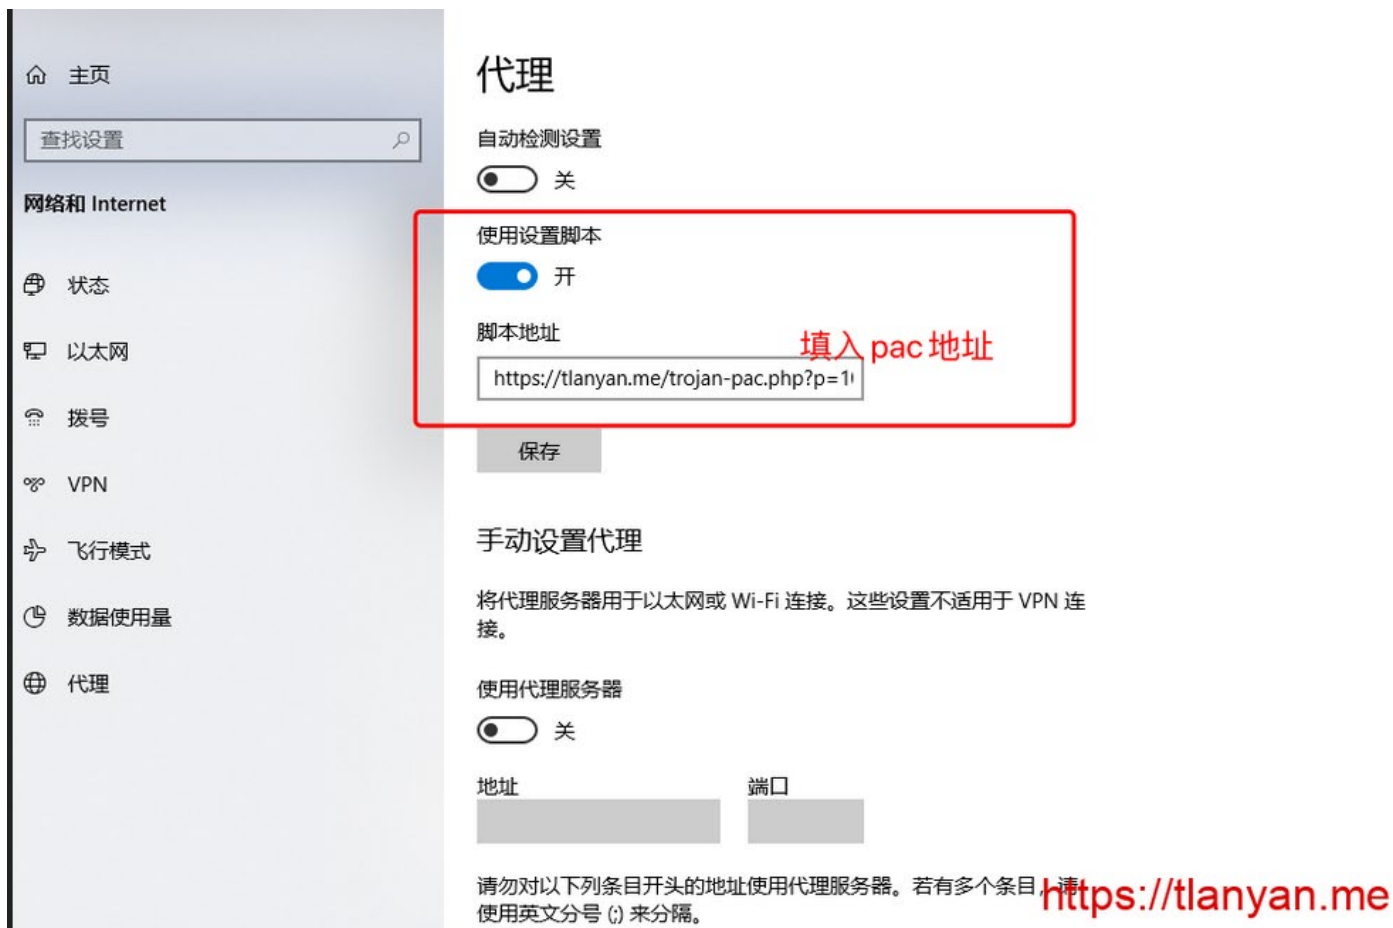 主页
查找设置
网络和 Internet
状态
以太网
拨号
VPN
飞行模式
数据使用量
代理
代理
自动检测设置
关
使用设置脚本
开
脚本地址
填入 pac 地址
https://tlanyan.me/trojan-pac.php?p=1
保存
手动设置代理
将代理服务器用于以太网或 Wi-Fi 连接。这些设置不适用于 VPN 连
接。
使用代理服务器
关
地址
端口
请勿对以下列条目开头的地址使用代理服务器。若有多个条目，请
使用英文分号 (;) 来分隔。
https://tlanyan.me